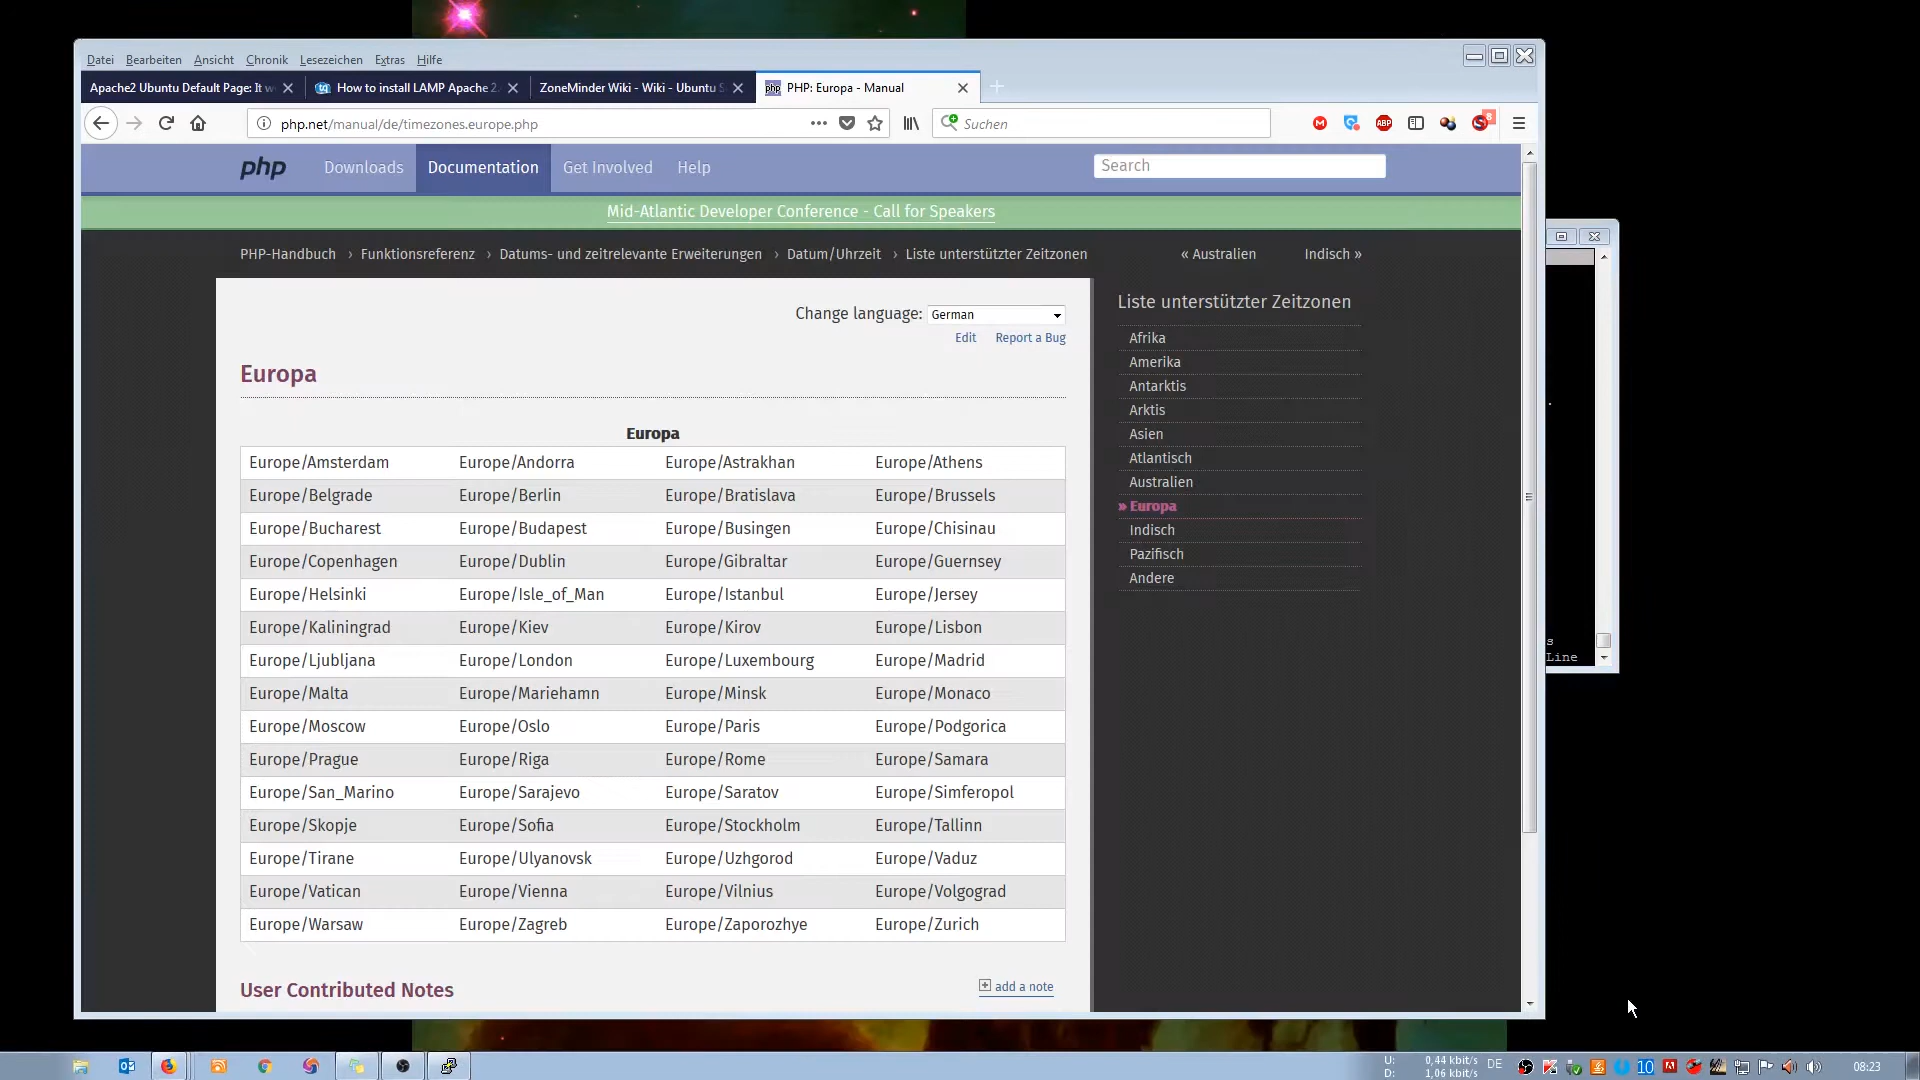 Datei Bearbeiten Ansicht Chronik Lesezeichen Extras Hilfe
Apache2 Ubuntu Default Page: It w How to install LAMP Apache 2. ZoneMinder Wiki - Wiki - Ubuntu S php PHP: Europa - Manual
php.net/manual/de/timezones.europe.php Suchen ABP 8
php Downloads Documentation Get Involved Help Search
Mid-Atlantic Developer Conference - Call for Speakers
PHP-Handbuch › Funktionsreferenz › Datums- und zeitrelevante Erweiterungen › Datum/Uhrzeit › Liste unterstützter Zeitzonen « Australien Indisch »
Change language: German
Edit Report a Bug
Europa
Europa
Europe/Amsterdam Europe/Andorra Europe/Astrakhan Europe/Athens
Europe/Belgrade Europe/Berlin Europe/Bratislava Europe/Brussels
Europe/Bucharest Europe/Budapest Europe/Busingen Europe/Chisinau
Europe/Copenhagen Europe/Dublin Europe/Gibraltar Europe/Guernsey
Europe/Helsinki Europe/Isle_of_Man Europe/Istanbul Europe/Jersey
Europe/Kaliningrad Europe/Kiev Europe/Kirov Europe/Lisbon
Europe/Ljubljana Europe/London Europe/Luxembourg Europe/Madrid
Europe/Malta Europe/Mariehamn Europe/Minsk Europe/Monaco
Europe/Moscow Europe/Oslo Europe/Paris Europe/Podgorica
Europe/Prague Europe/Riga Europe/Rome Europe/Samara
Europe/San_Marino Europe/Sarajevo Europe/Saratov Europe/Simferopol
Europe/Skopje Europe/Sofia Europe/Stockholm Europe/Tallinn
Europe/Tirane Europe/Ulyanovsk Europe/Uzhgorod Europe/Vaduz
Europe/Vatican Europe/Vienna Europe/Vilnius Europe/Volgograd
Europe/Warsaw Europe/Zagreb Europe/Zaporozhye Europe/Zurich
User Contributed Notes add a note
Liste unterstützter Zeitzonen
Afrika
Amerika
Antarktis
Arktis
Asien
Atlantisch
Australien
» Europa
Indisch
Pazifisch
Andere
s
Line
U: 0,44 kbit/s
D: 1,06 kbit/s
DE 10 08:23